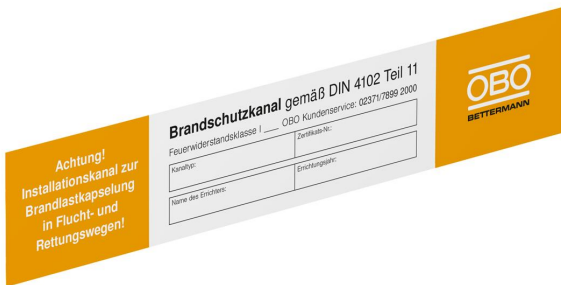 Achtung!
Installationskanal zur
Brandlastkapselung
in Flucht- und
Rettungswegen!
Brandschutzkanal gemäß DIN 4102 Teil 11
Feuerwiderstandsklasse I ___ OBO Kundenservice: 02371/7899 2000
Kanaltyp:
Zertifikats-Nr.:
Name des Errichters:
Errichtungsjahr:
OBO
BETTERMANN